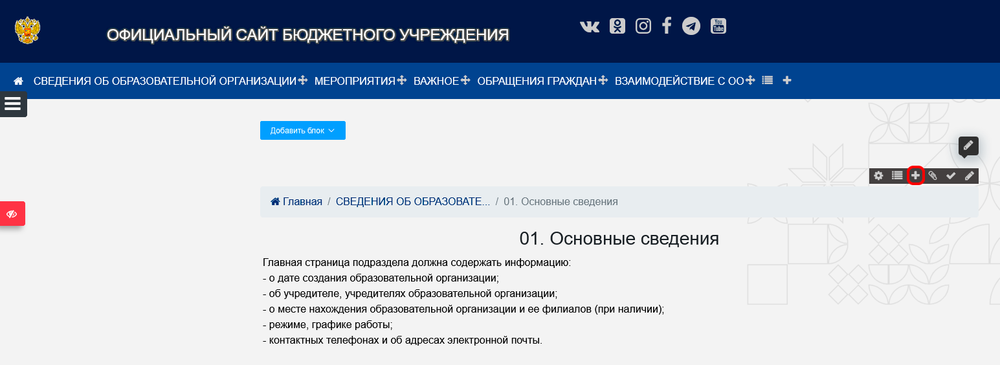 ОФИЦИАЛЬНЫЙ САЙТ БЮДЖЕТНОГО УЧРЕЖДЕНИЯ
You Tube
СВЕДЕНИЯ ОБ ОБРАЗОВАТЕЛЬНОЙ ОРГАНИЗАЦИИ МЕРОПРИЯТИЯ ВАЖНОЕ ОБРАЩЕНИЯ ГРАЖДАН ВЗАИМОДЕЙСТВИЕ С ОО
Добавить блок
Главная / СВЕДЕНИЯ ОБ ОБРАЗОВАТЕ... / 01. Основные сведения
01. Основные сведения
Главная страница подраздела должна содержать информацию:
- о дате создания образовательной организации;
- об учредителе, учредителях образовательной организации;
- о месте нахождения образовательной организации и ее филиалов (при наличии);
- режиме, графике работы;
- контактных телефонах и об адресах электронной почты.